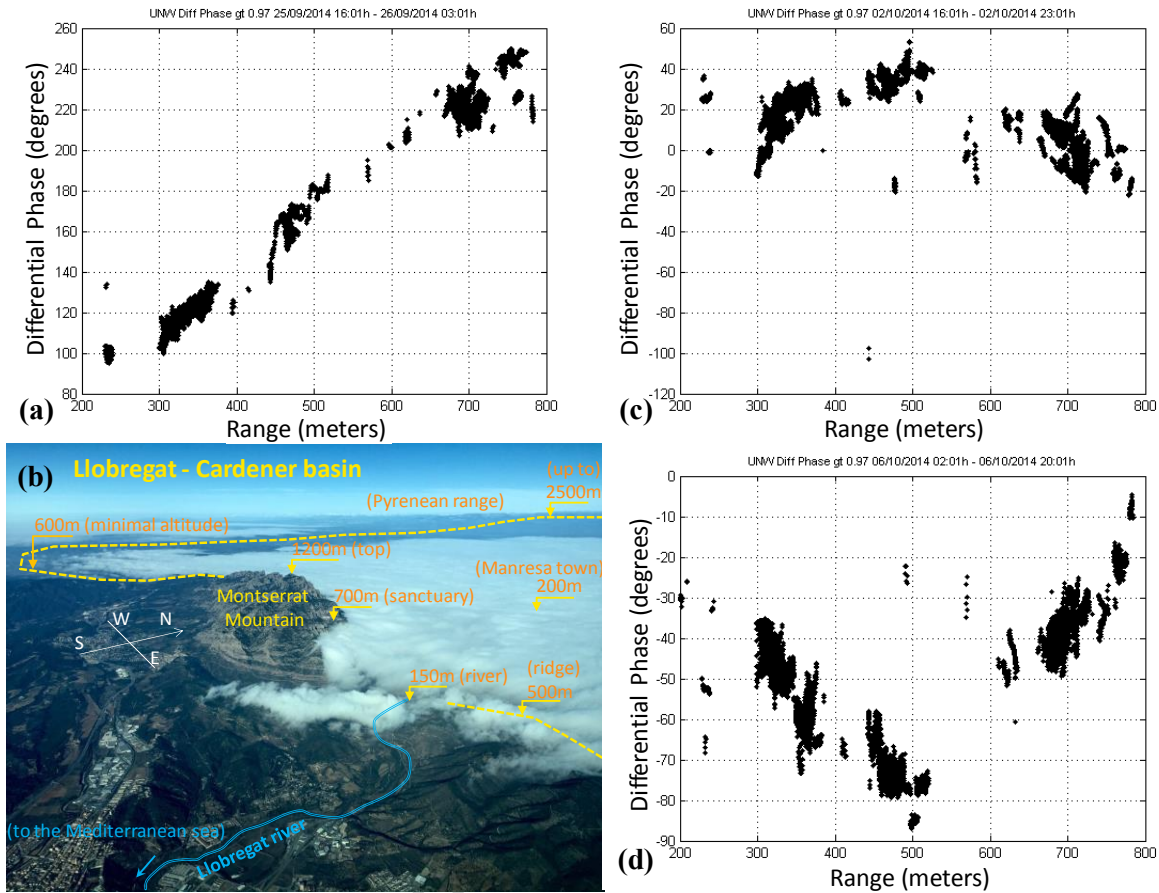 UNW Diff Phase gt 0.97 25/09/2014 16:01h - 26/09/2014 03:01h
260
240
220
200
180
160
140
120
100
80
200 300 400 500 600 700 800
Differential Phase (degrees)
Range (meters)
(a)
UNW Diff Phase gt 0.97 02/10/2014 16:01h - 02/10/2014 23:01h
60
40
20
0
-20
-40
-60
-80
-100
-120
200 300 400 500 600 700 800
Differential Phase (degrees)
Range (meters)
(c)
(b)
Llobregat - Cardener basin
(up to)
2500m
(Pyrenean range)
600m (minimal altitude)
1200m (top)
(Manresa town)
200m
Montserrat
Mountain
700m (sanctuary)
W N
S E
150m (river)
(ridge)
500m
(to the Mediterranean sea)
Llobregat river
UNW Diff Phase gt 0.97 06/10/2014 02:01h - 06/10/2014 20:01h
0
-10
-20
-30
-40
-50
-60
-70
-80
-90
200 300 400 500 600 700 800
Differential Phase (degrees)
Range (meters)
(d)